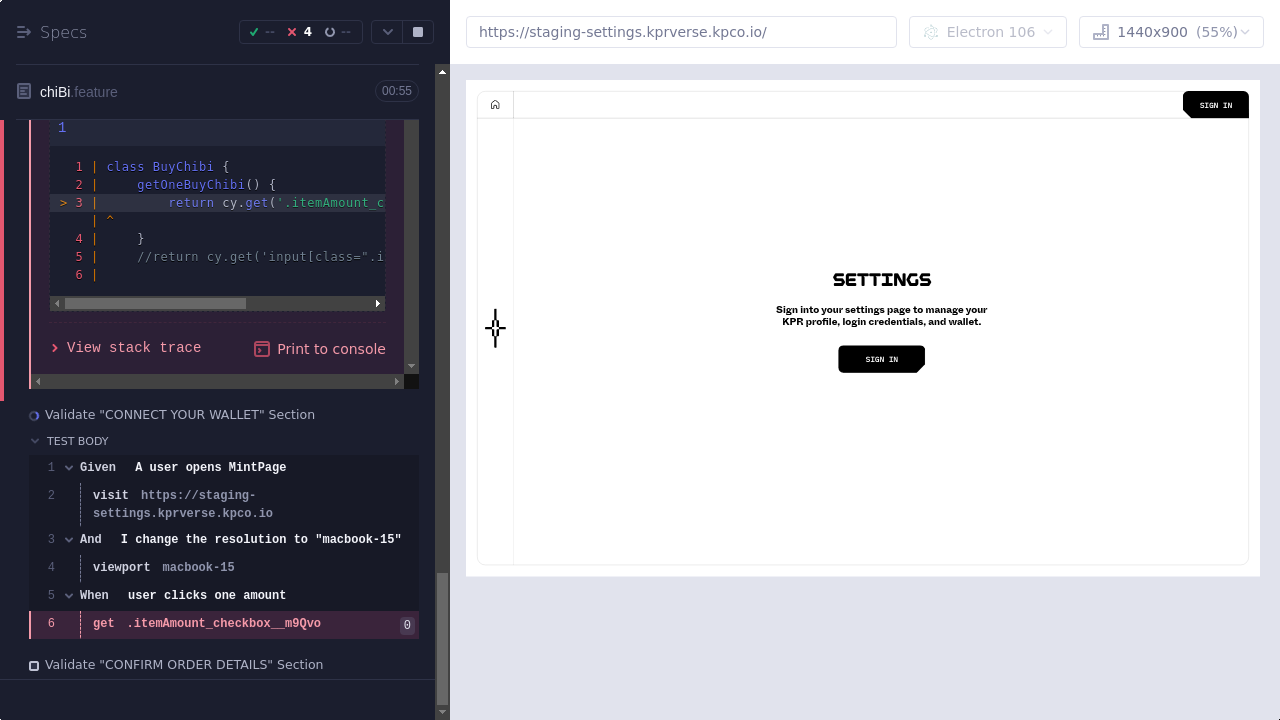 Specs
-- 4 --
https://staging-settings.kprverse.kpco.io/
Electron 106
1440x900 (55%)
chiBi.feature
00:55
1
1 | class BuyChibi {
2 | getOneBuyChibi() {
> 3 | return cy.get('.itemAmount_c
| ^
4 | }
5 | //return cy.get('input[class=".i
6 |
View stack trace
Print to console
Validate "CONNECT YOUR WALLET" Section
TEST BODY
1 Given A user opens MintPage
2 visit https://staging-
settings.kprverse.kpco.io
3 And I change the resolution to "macbook-15"
4 viewport macbook-15
5 When user clicks one amount
6 get .itemAmount_checkbox__m9Qvo 0
Validate "CONFIRM ORDER DETAILS" Section
SIGN IN
SETTINGS
Sign into your settings page to manage your
KPR profile, login credentials, and wallet.
SIGN IN